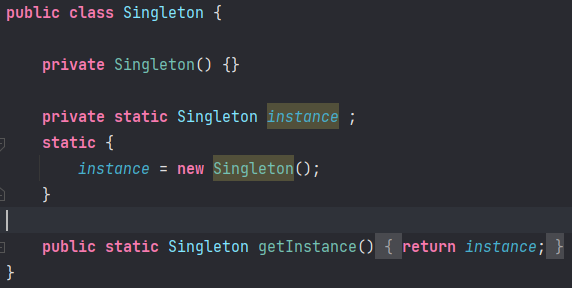 public class Singleton {
private Singleton() {}
private static Singleton instance ;
static {
instance = new Singleton();
}
public static Singleton getInstance() { return instance; }
}